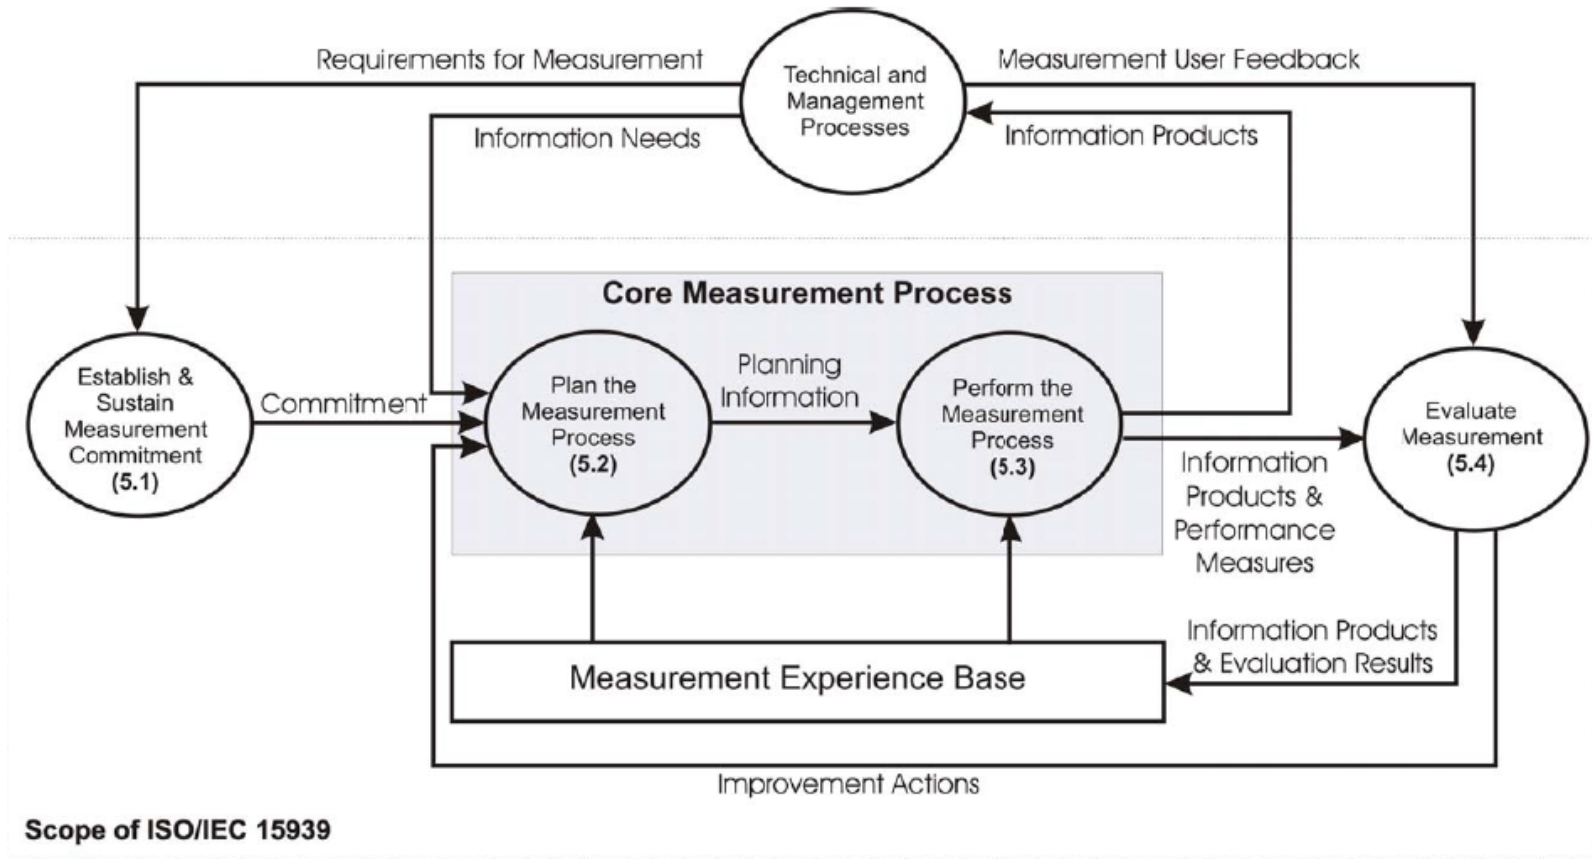 Requirements for Measurement
Technical and
Management
Processes
Measurement User Feedback
Information Needs
Information Products
Core Measurement Process
Establish &
Sustain
Measurement
Commitment
(5.1)
Commitment
Plan the
Measurement
Process
(5.2)
Planning
Information
Perform the
Measurement
Process
(5.3)
Evaluate
Measurement
(5.4)
Information
Products &
Performance
Measures
Information Products
& Evaluation Results
Measurement Experience Base
Improvement Actions
Scope of ISO/IEC 15939